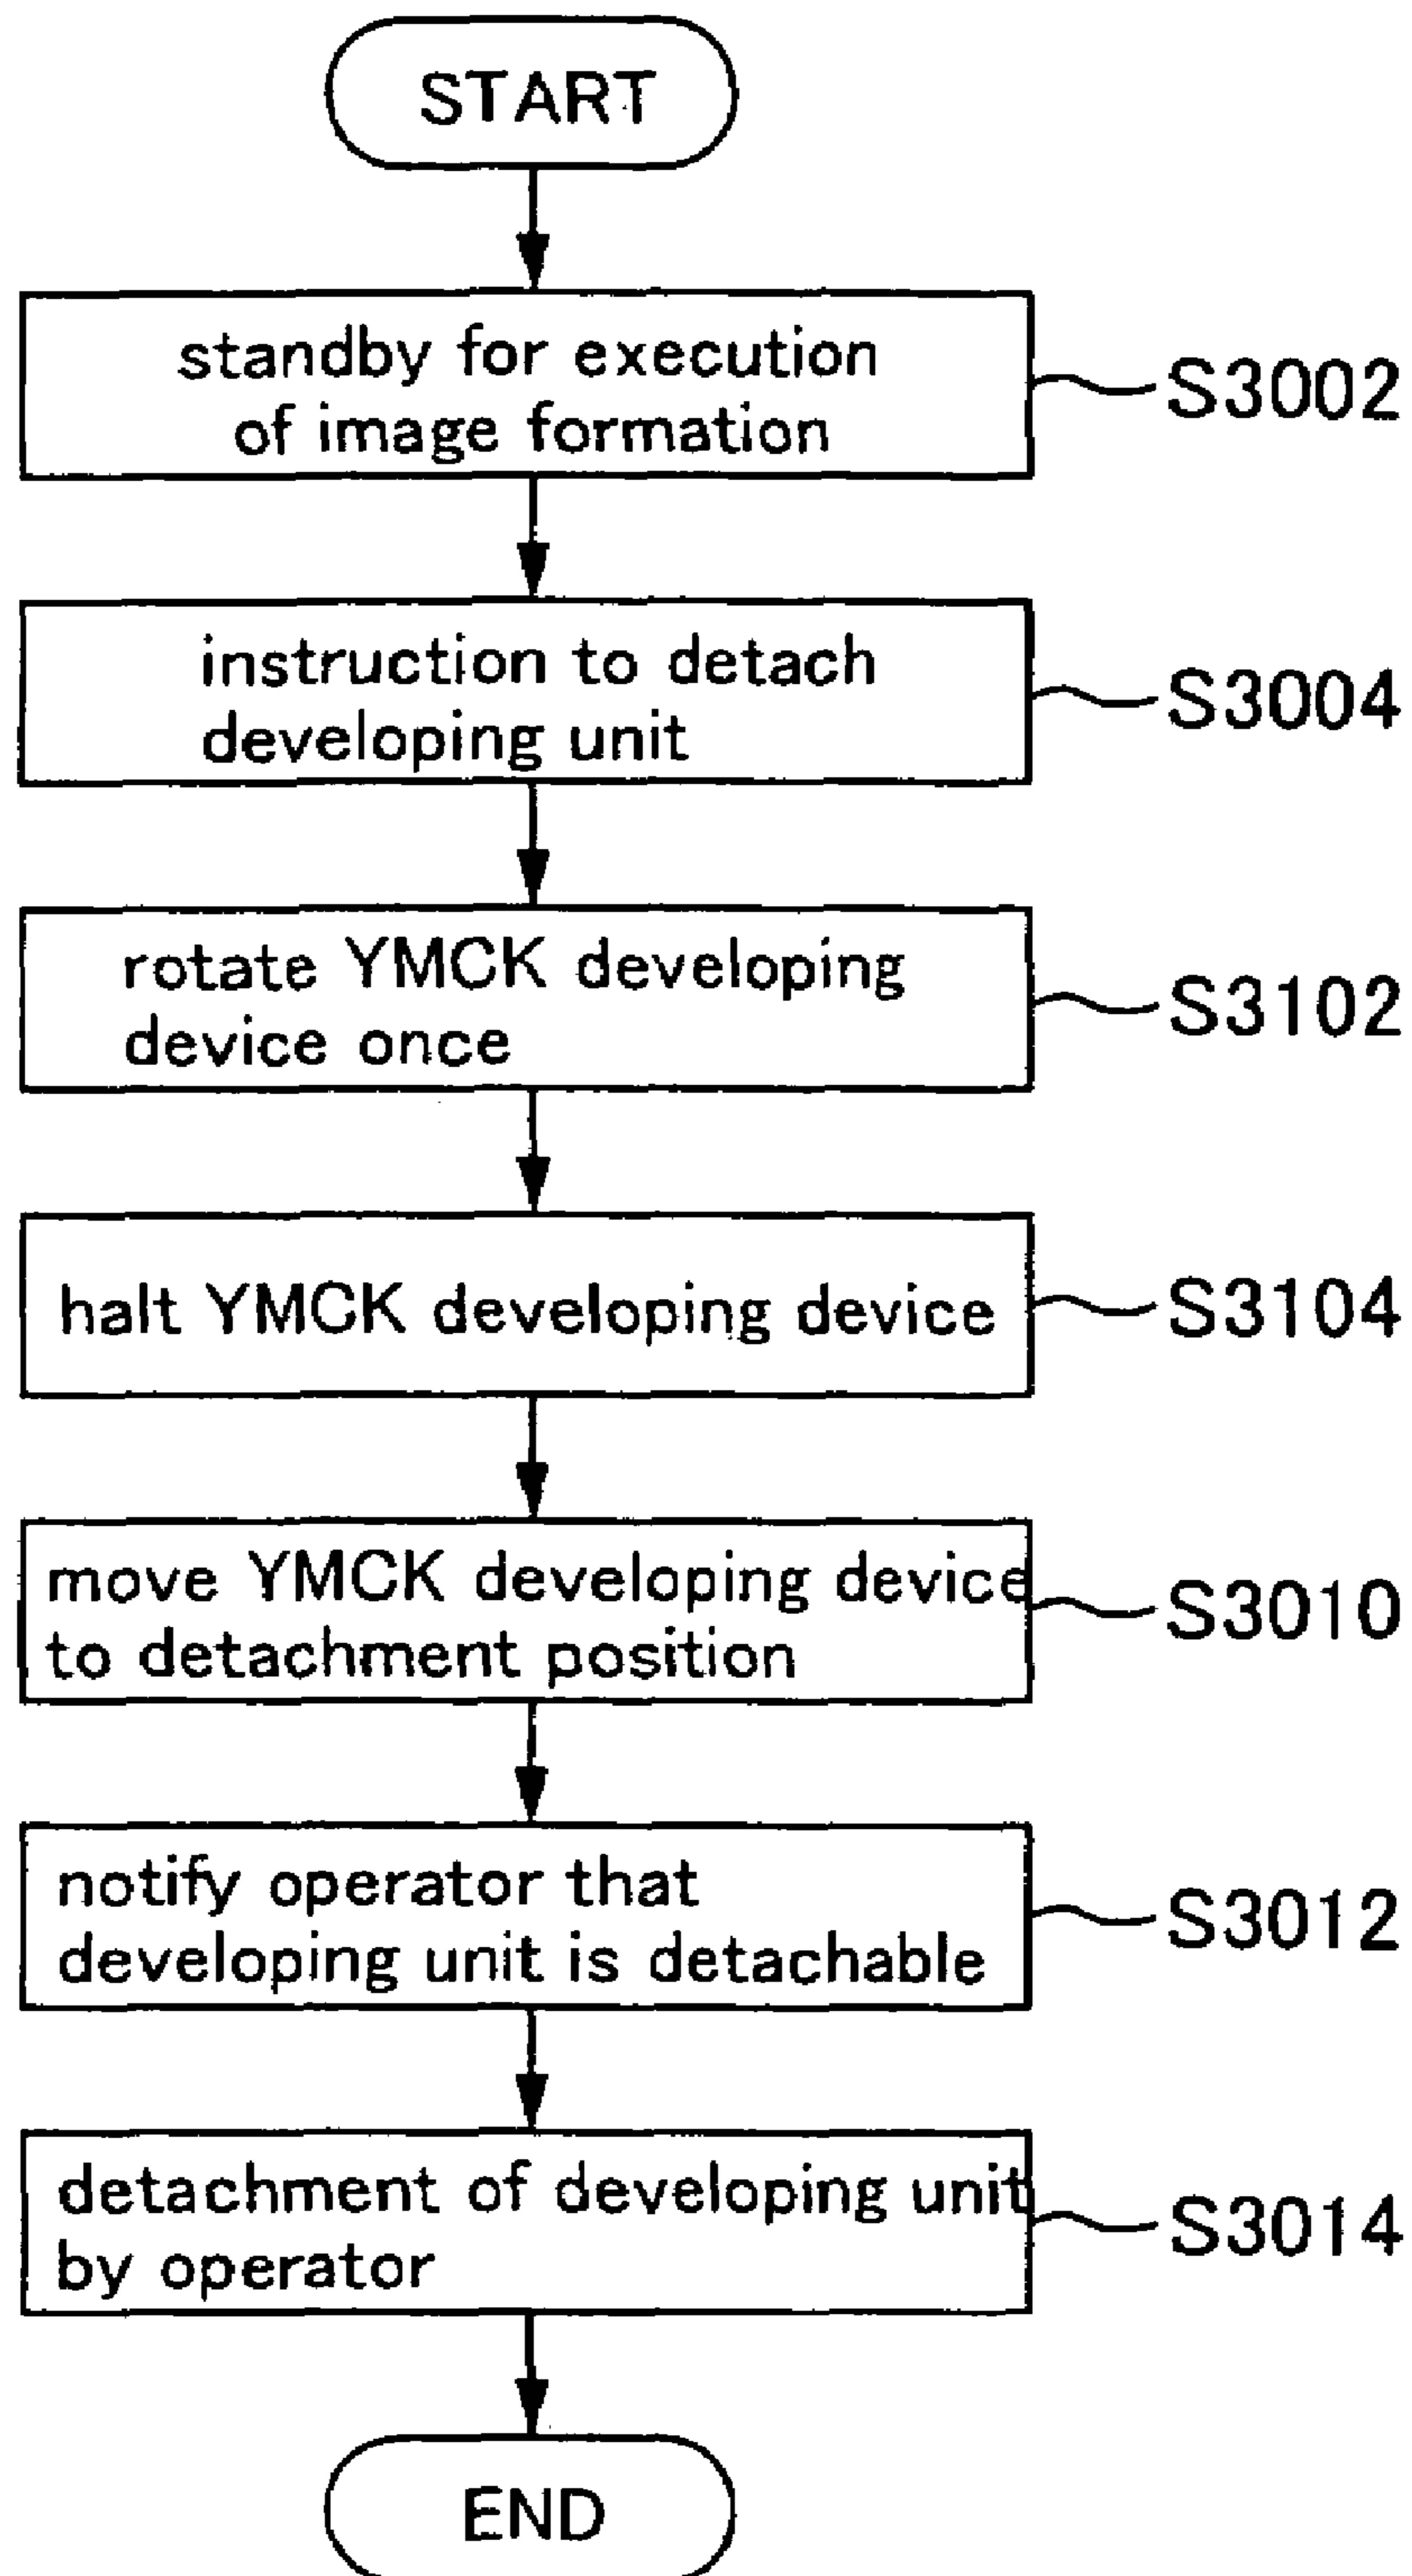 START
standby for execution
of image formation
S3002
instruction to detach
developing unit
S3004
rotate YMCK developing
device once
S3102
halt YMCK developing device
S3104
move YMCK developing device
to detachment position
S3010
notify operator that
developing unit is detachable
S3012
detachment of developing unit
by operator
S3014
END